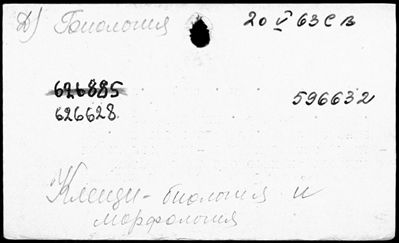 Д) Биология 20 V 63 С в
626885
626628 596632
Клещи - биология и
морфология